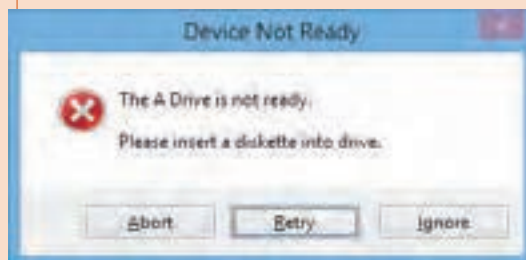 Device Not Ready
The A Drive is not ready.
Please insert a diskette into drive.
Abort Retry Ignore